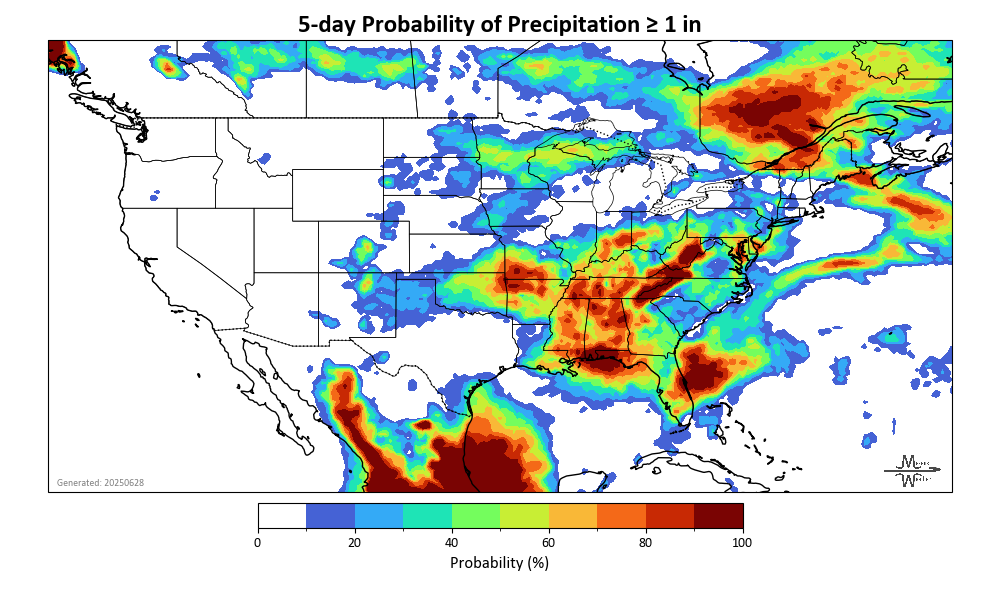 5-day Probability of Precipitation ≥ 1 in
Generated: 20250628
0 20 40 60 80 100
Probability (%)